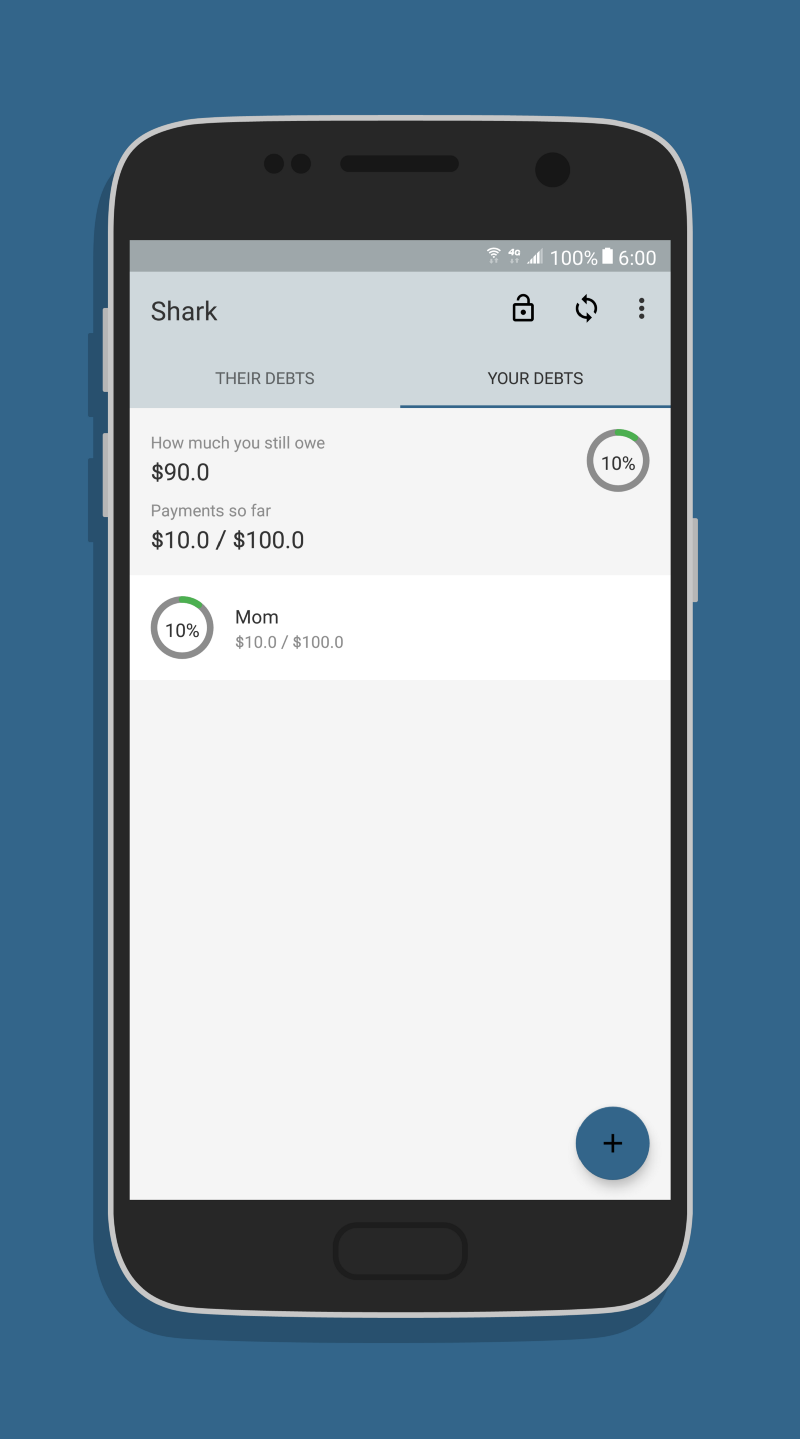 4G 100% 6:00
Shark
THEIR DEBTS YOUR DEBTS
How much you still owe
$90.0
10%
Payments so far
$10.0 / $100.0
10%
Mom
$10.0 / $100.0